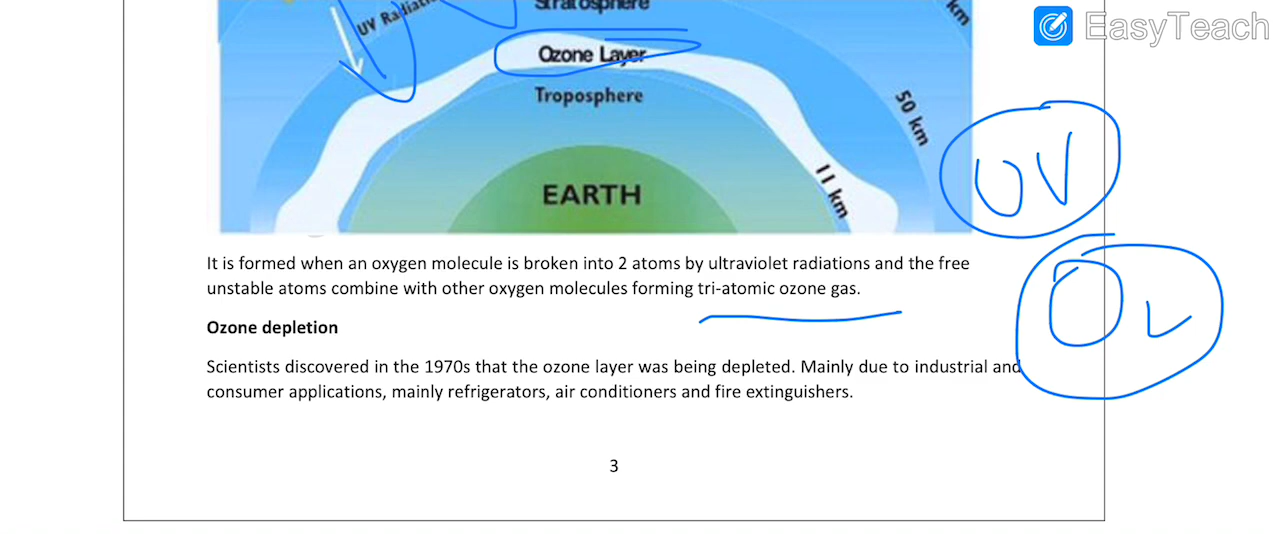 Stratosphere
km
EasyTeach
UV Radiati
Ozone Layer
Troposphere
50 km
UV
11 km
EARTH
It is formed when an oxygen molecule is broken into 2 atoms by ultraviolet radiations and the free
unstable atoms combine with other oxygen molecules forming tri-atomic ozone gas.
Ozone depletion
Scientists discovered in the 1970s that the ozone layer was being depleted. Mainly due to industrial and
consumer applications, mainly refrigerators, air conditioners and fire extinguishers.
3